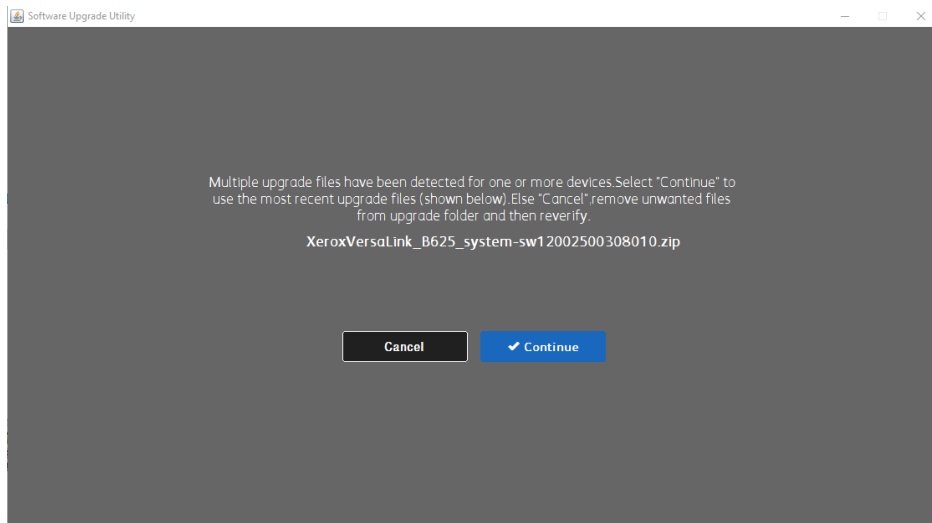 Software Upgrade Utility
Multiple upgrade files have been detected for one or more devices.Select "Continue" to
use the most recent upgrade files (shown below).Else "Cancel",remove unwanted files
from upgrade folder and then reverify.
XeroxVersaLink_B625_system-sw12002500308010.zip
Cancel
✔ Continue